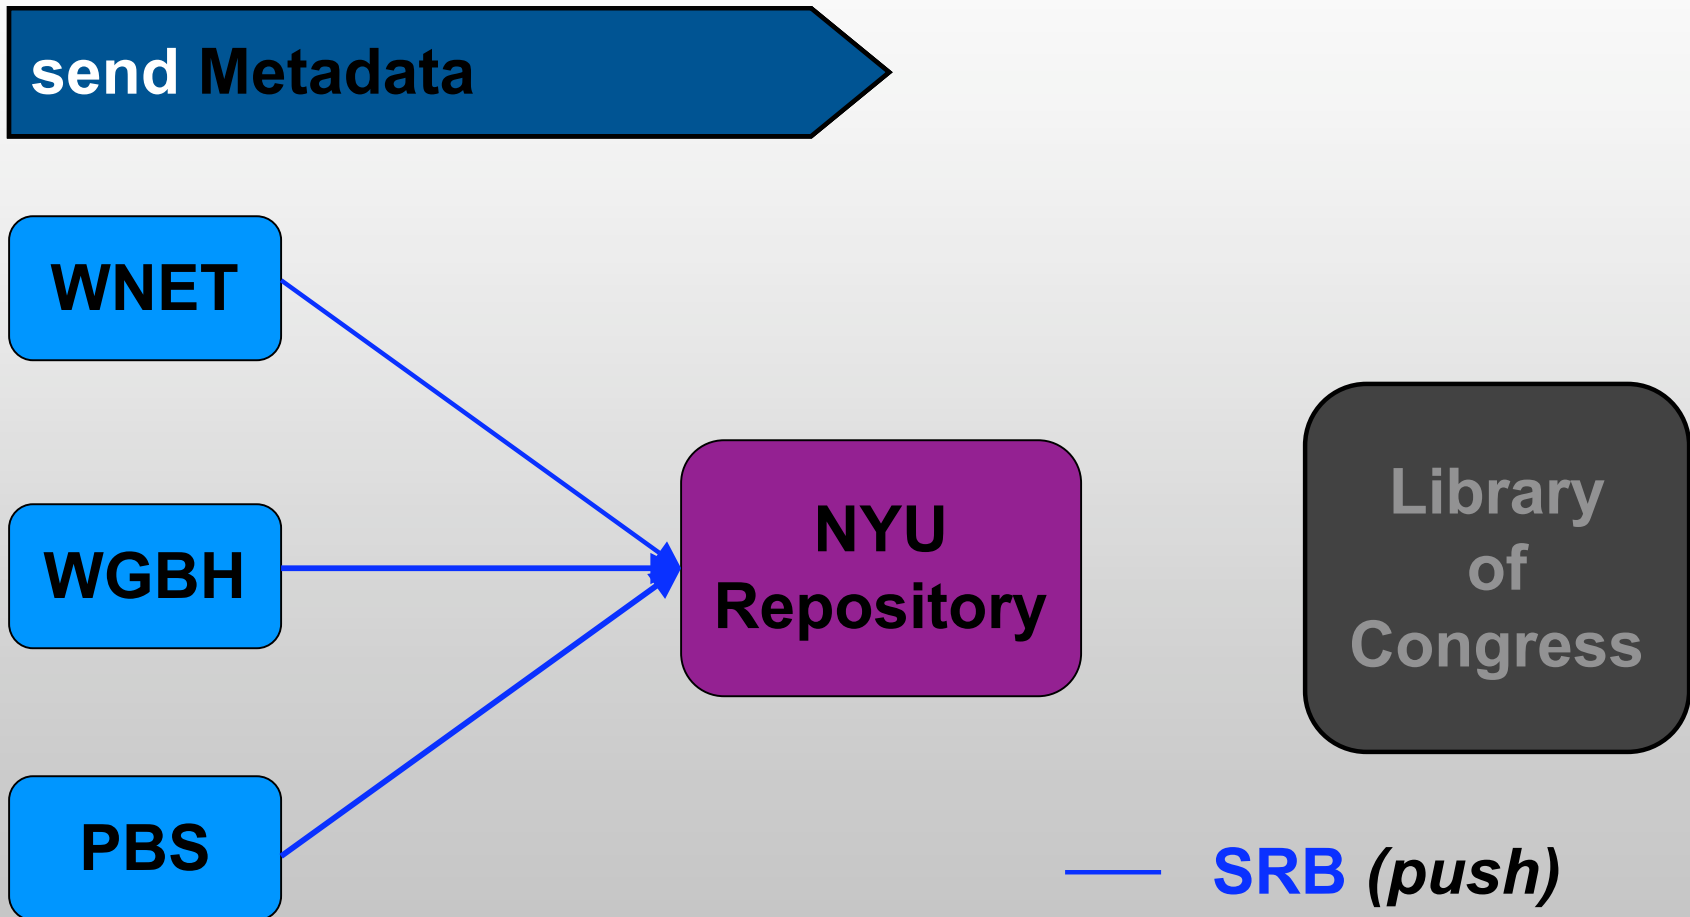 send Metadata
WNET
WGBH
PBS
NYU
Repository
Library
of
Congress
SRB (push)